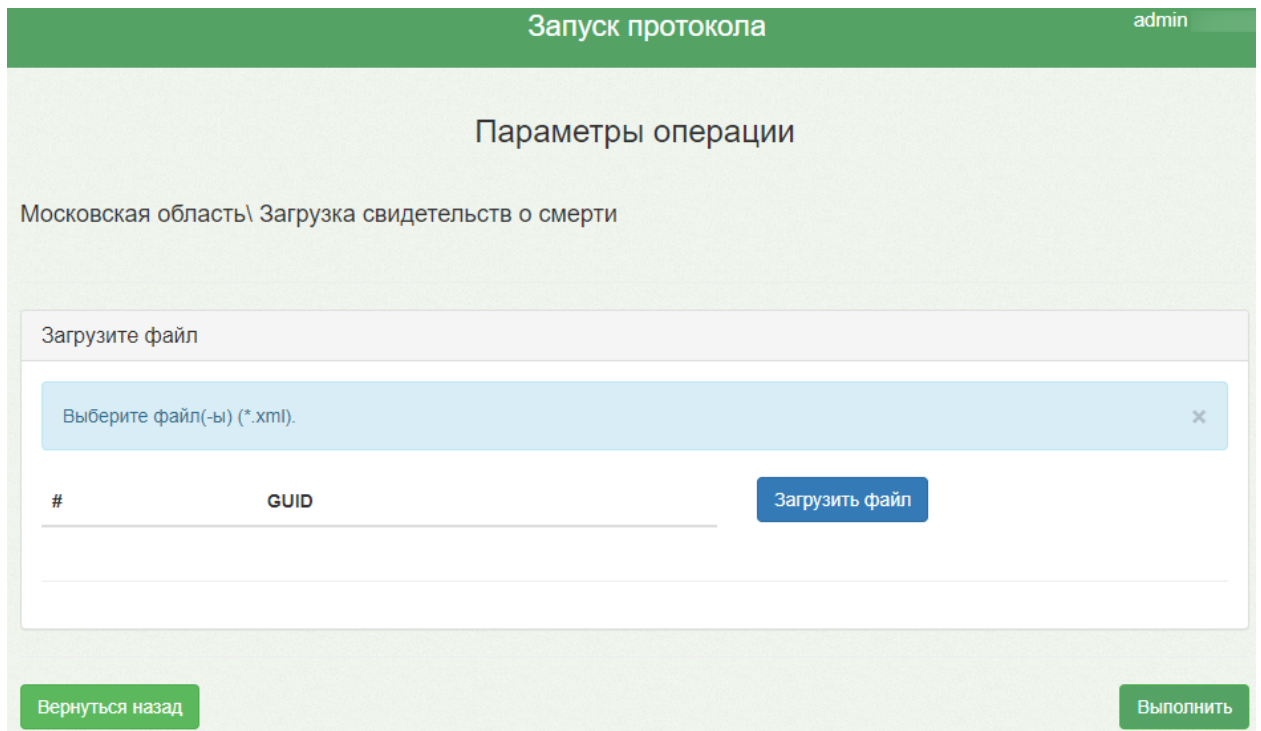 Запуск протокола
admin
Параметры операции
Московская область\ Загрузка свидетельств о смерти
Загрузите файл
Выберите файл(-ы) (*.xml).
×
# GUID
Загрузить файл
Вернуться назад
Выполнить